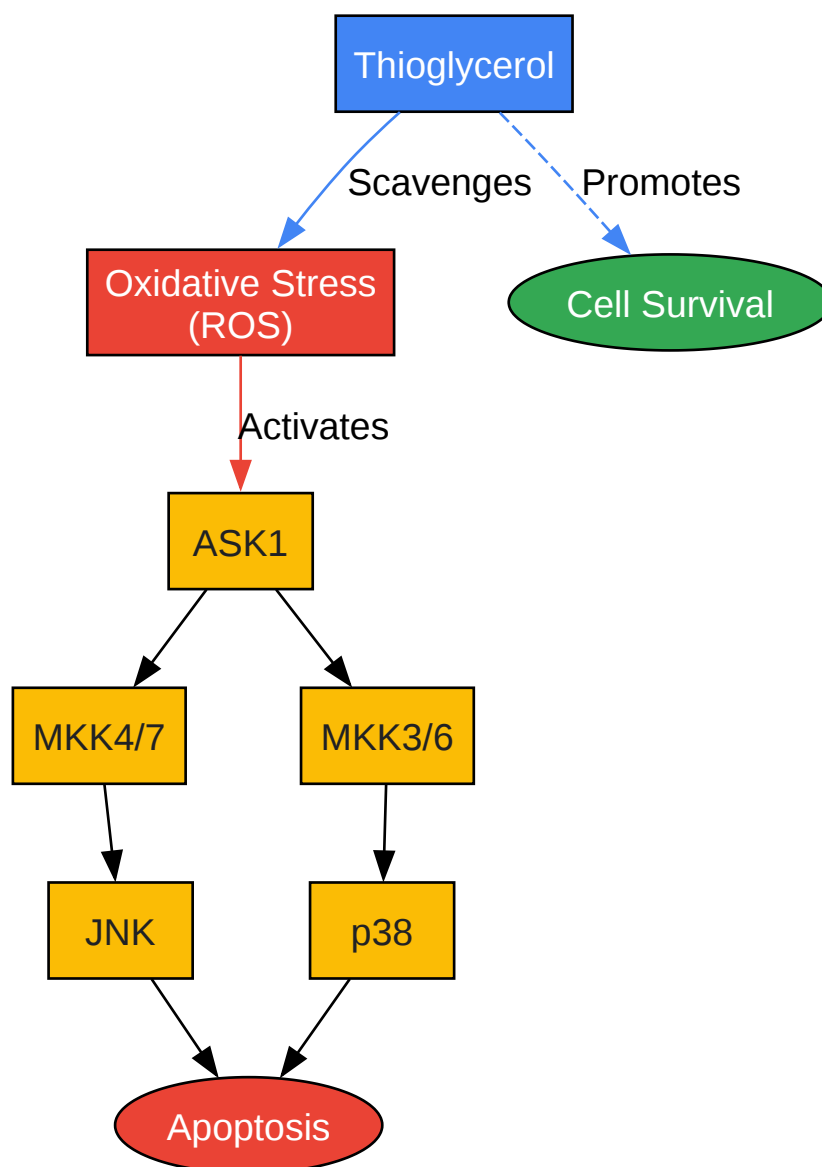 Thioglycerol
Scavenges
Promotes
Oxidative Stress
(ROS)
Cell Survival
Activates
ASK1
MKK4/7
MKK3/6
JNK
p38
Apoptosis